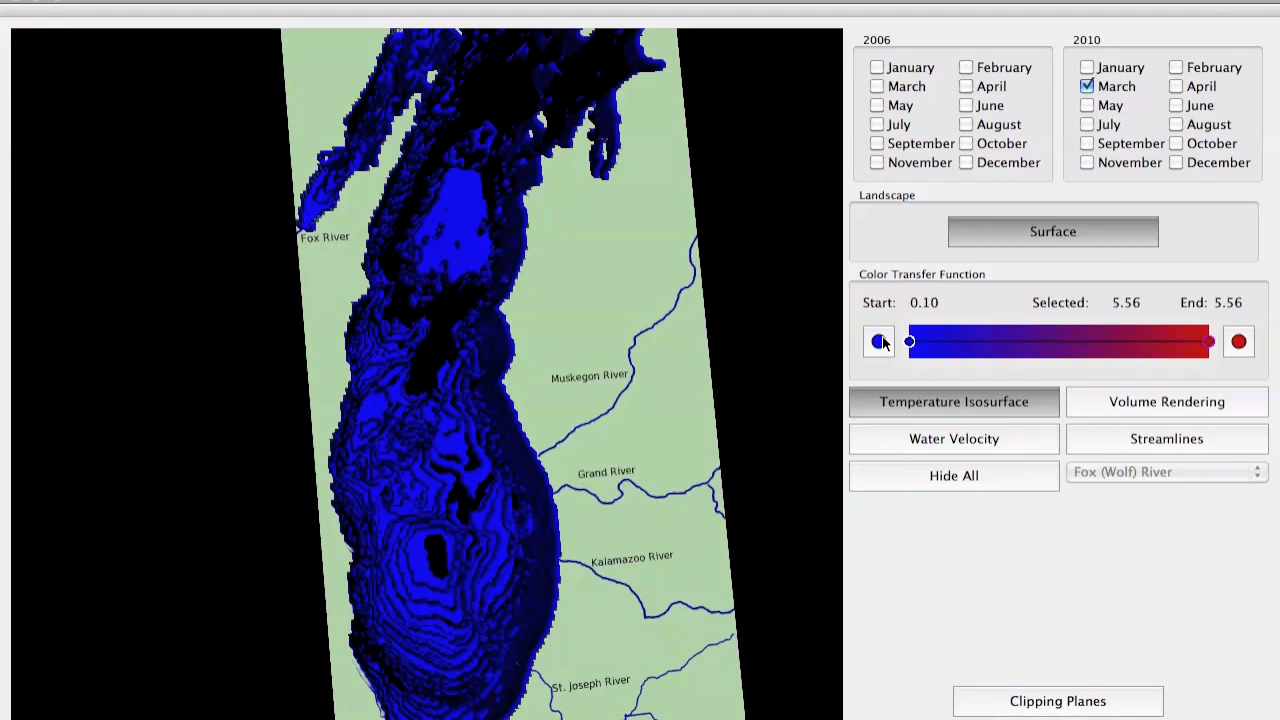 2006
January February
March April
May June
July August
September October
November December
2010
January February
March April
May June
July August
September October
November December
Landscape
Surface
Color Transfer Function
Start: 0.10 Selected: 5.56 End: 5.56
Temperature Isosurface Volume Rendering
Water Velocity Streamlines
Hide All Fox (Wolf) River
Clipping Planes
Fox River
Muskegon River
Grand River
Kalamazoo River
St. Joseph River